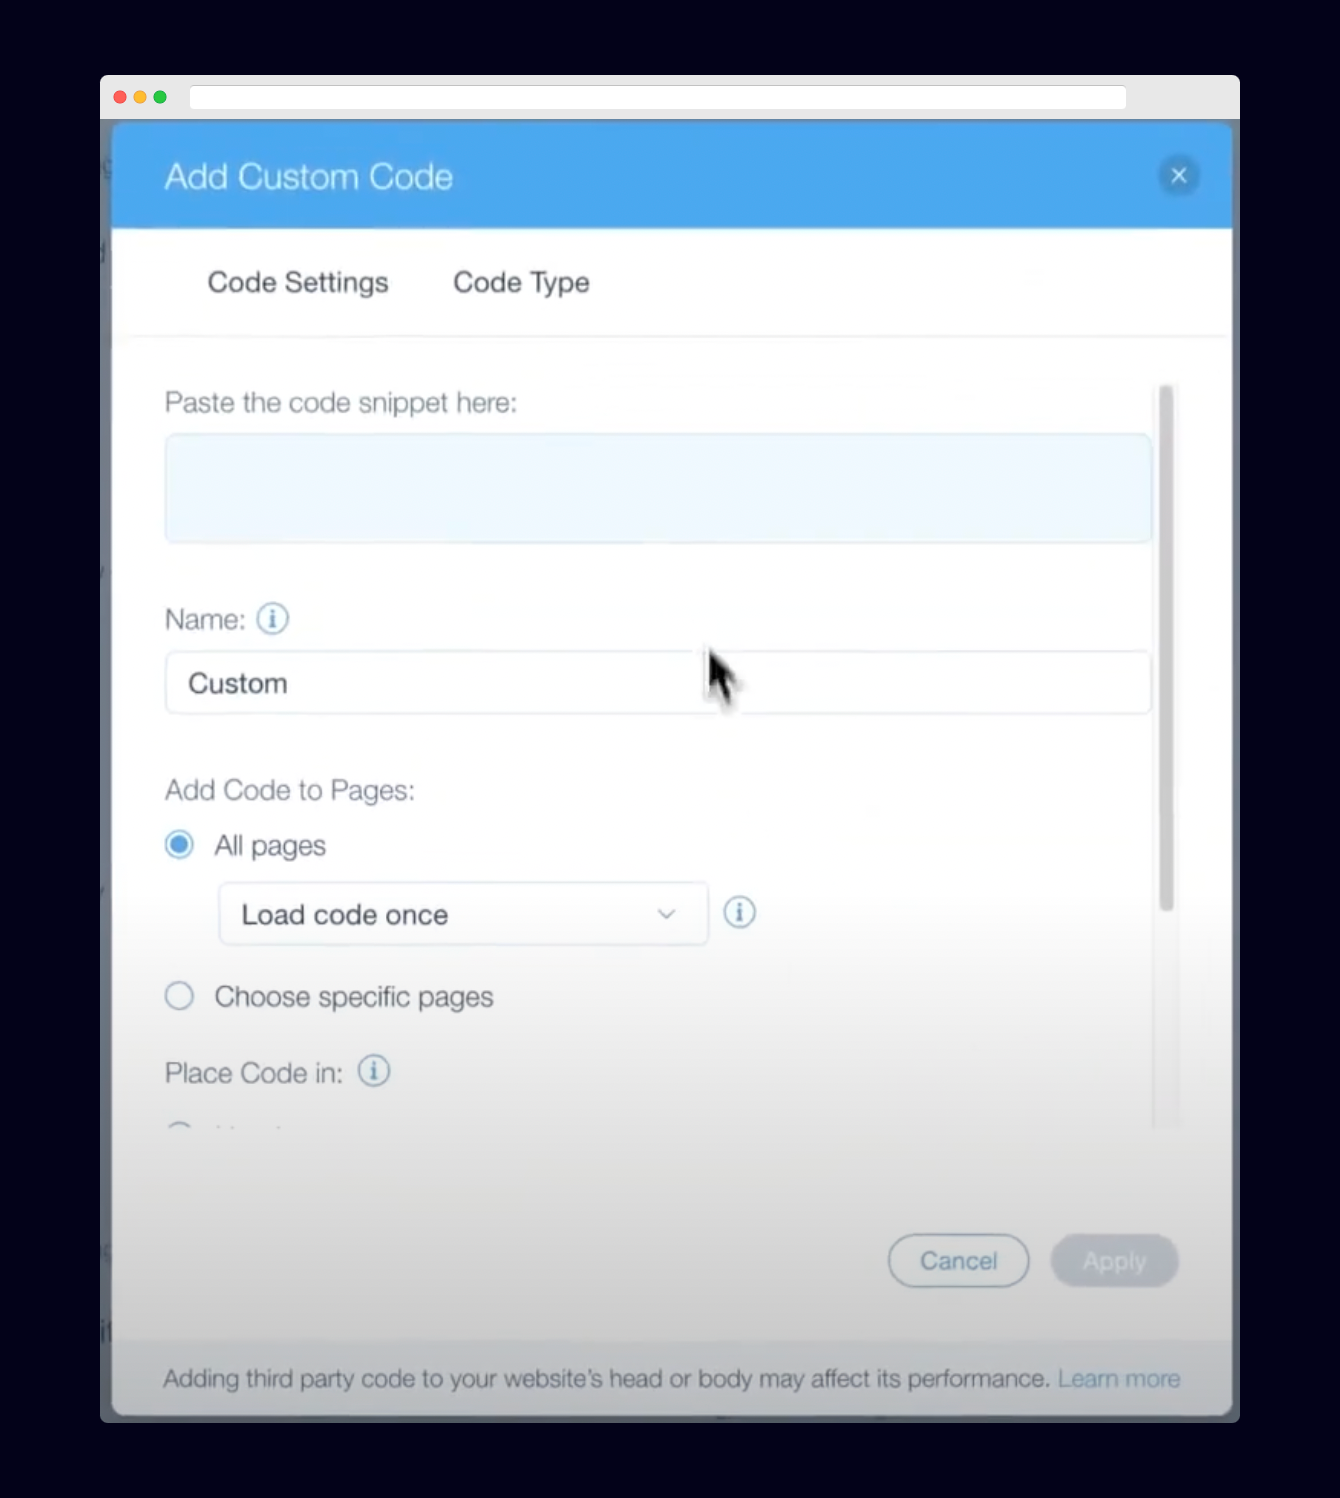 Add Custom Code
Code Settings Code Type
Paste the code snippet here:
Name:
Custom
Add Code to Pages:
All pages
Load code once
Choose specific pages
Place Code in:
Cancel Apply
Adding third party code to your website's head or body may affect its performance. Learn more